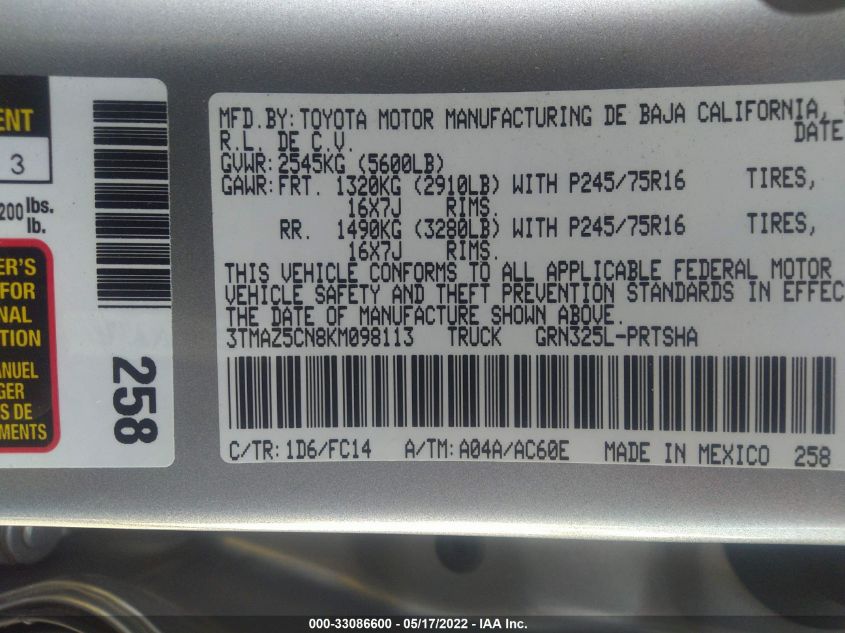 ENT
3
200 lbs.
lb.
ER'S
FOR
NAL
TION
ANUEL
GER
S DE
MENTS
258
MFD.BY: TOYOTA MOTOR MANUFACTURING DE BAJA CALIFORNIA,
DATE
R.L. DE C.V.
GVWR: 2545KG (5600LB)
GAWR: FRT. 1320KG (2910LB) WITH P245/75R16 TIRES,
16X7J RIMS.
RR. 1490KG (3280LB) WITH P245/75R16 TIRES,
16X7J RIMS.
THIS VEHICLE CONFORMS TO ALL APPLICABLE FEDERAL MOTOR
VEHICLE SAFETY AND THEFT PREVENTION STANDARDS IN EFFEC
THE DATE OF MANUFACTURE SHOWN ABOVE.
3TMAZ5CN8KM098113 TRUCK GRN325L-PRTSHA
C/TR: 1D6/FC14 A/TM: A04A/AC60E MADE IN MEXICO 258
000-33086600 - 05/17/2022 - IAA Inc.